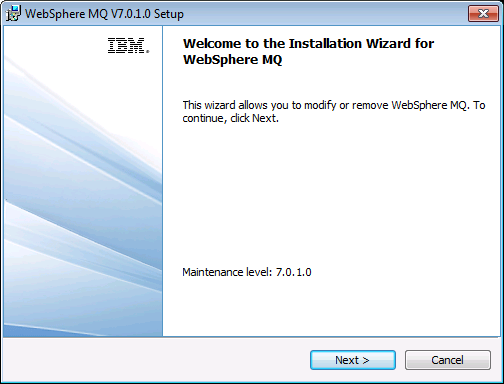 WebSphere MQ V7.0.1.0 Setup
IBM.
Welcome to the Installation Wizard for
WebSphere MQ
This wizard allows you to modify or remove WebSphere MQ. To
continue, click Next.
Maintenance level: 7.0.1.0
Next >
Cancel